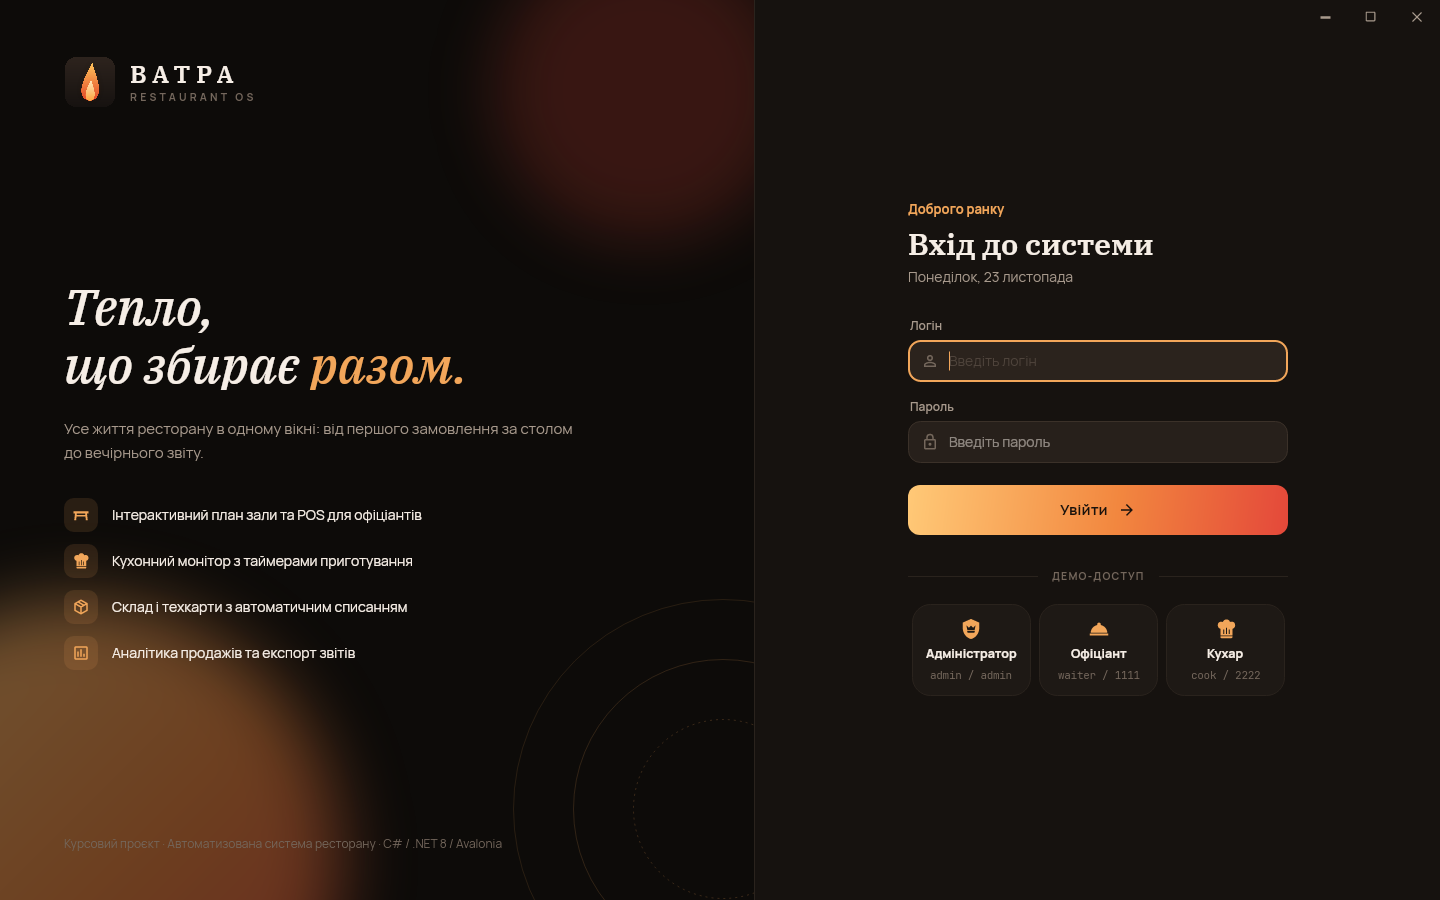 ВАТРА
RESTAURANT OS
Тепло,
що збирає разом.
Усе життя ресторану в одному вікні: від першого замовлення за столом
до вечірнього звіту.
Інтерактивний план зали та POS для офіціантів
Кухонний монітор з таймерами приготування
Склад і техкарти з автоматичним списанням
Аналітика продажів та експорт звітів
Курсовий проєкт · Автоматизована система ресторану · C# / .NET 8 / Avalonia
Доброго ранку
Вхід до системи
Понеділок, 23 листопада
Логін
Введіть логін
Пароль
Введіть пароль
Увійти
ДЕМО-ДОСТУП
Адміністратор
admin / admin
Офіціант
waiter / 1111
Кухар
cook / 2222